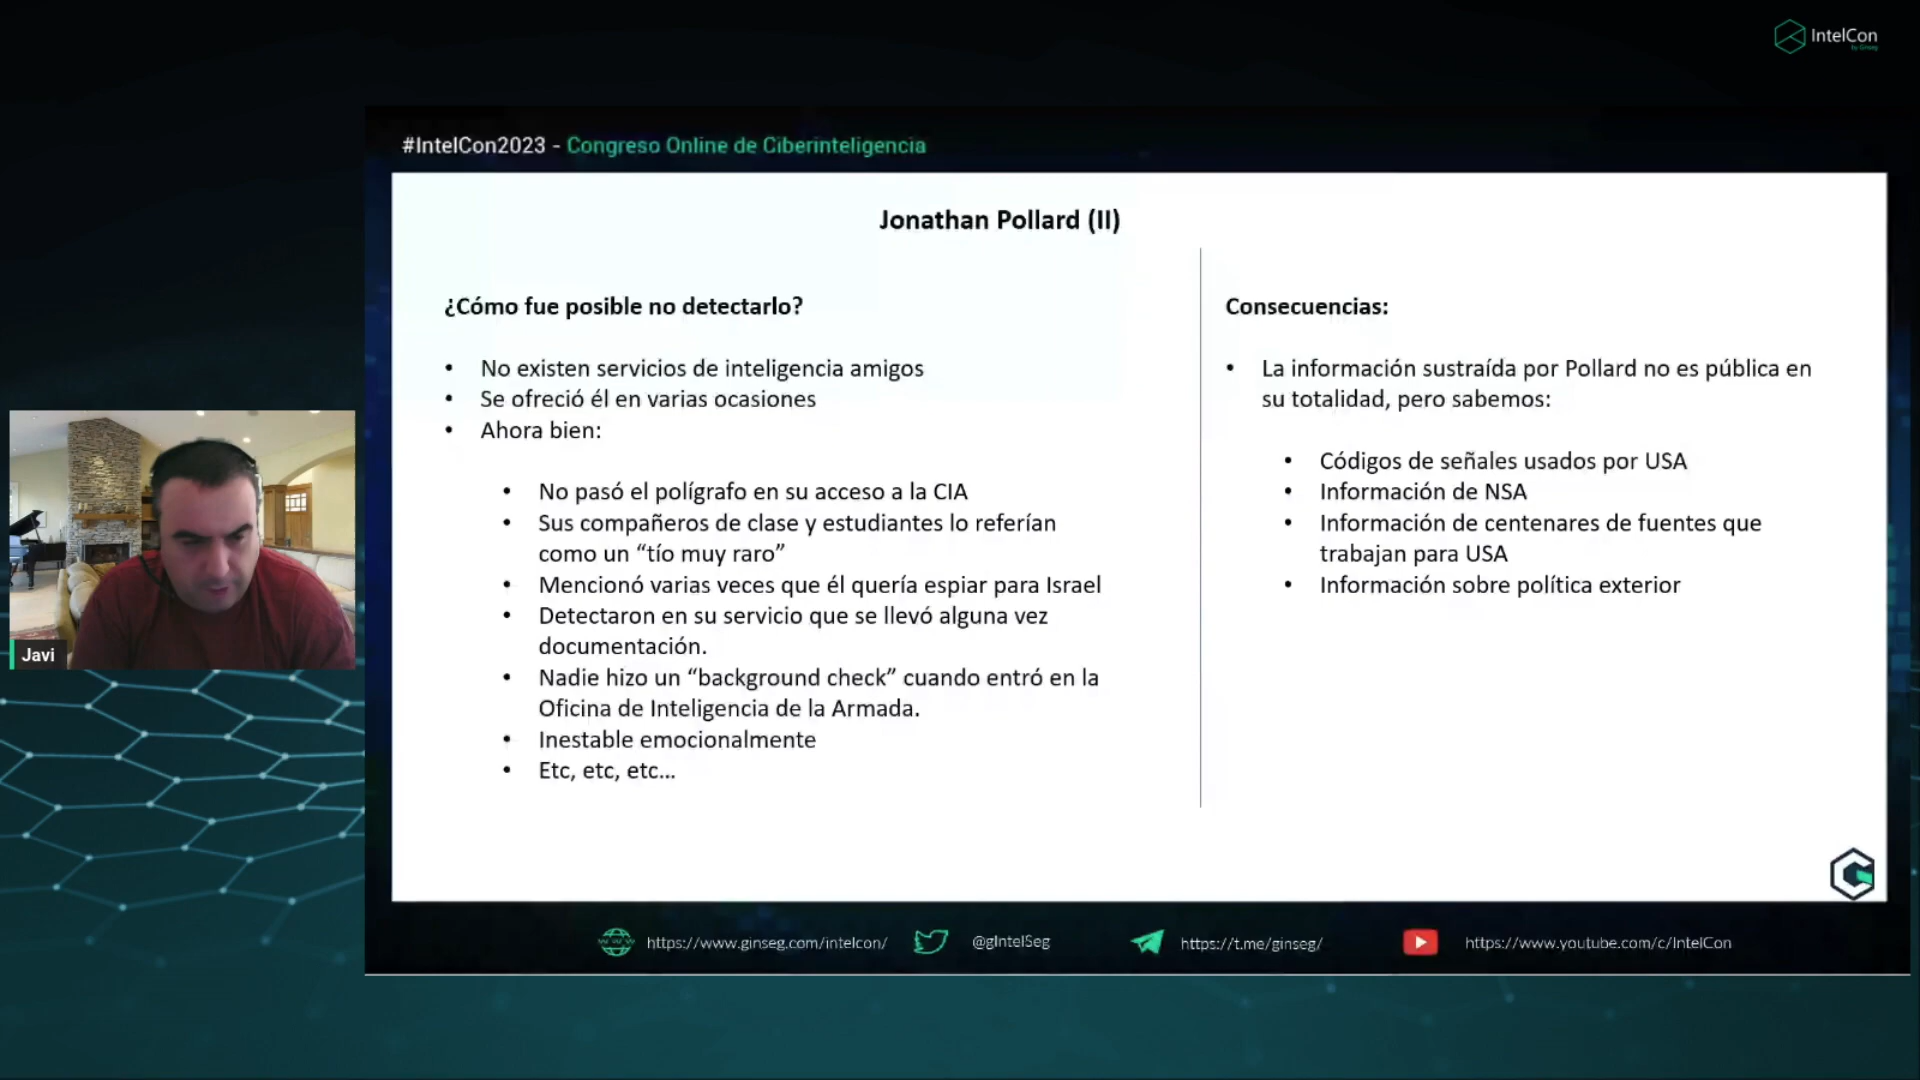 IntelCon
by Ginseg
#IntelCon2023 - Congreso Online de Ciberinteligencia
Jonathan Pollard (II)
¿Cómo fue posible no detectarlo?
• No existen servicios de inteligencia amigos
• Se ofreció él en varias ocasiones
• Ahora bien:
• No pasó el polígrafo en su acceso a la CIA
• Sus compañeros de clase y estudiantes lo referían
como un “tío muy raro”
• Mencionó varias veces que él quería espiar para Israel
• Detectaron en su servicio que se llevó alguna vez
documentación.
• Nadie hizo un “background check” cuando entró en la
Oficina de Inteligencia de la Armada.
• Inestable emocionalmente
• Etc, etc, etc...
Consecuencias:
• La información sustraída por Pollard no es pública en
su totalidad, pero sabemos:
• Códigos de señales usados por USA
• Información de NSA
• Información de centenares de fuentes que
trabajan para USA
• Información sobre política exterior
Javi
https://www.ginseg.com/intelcon/
@gIntelSeg
https://t.me/ginseg/
https://www.youtube.com/c/IntelCon